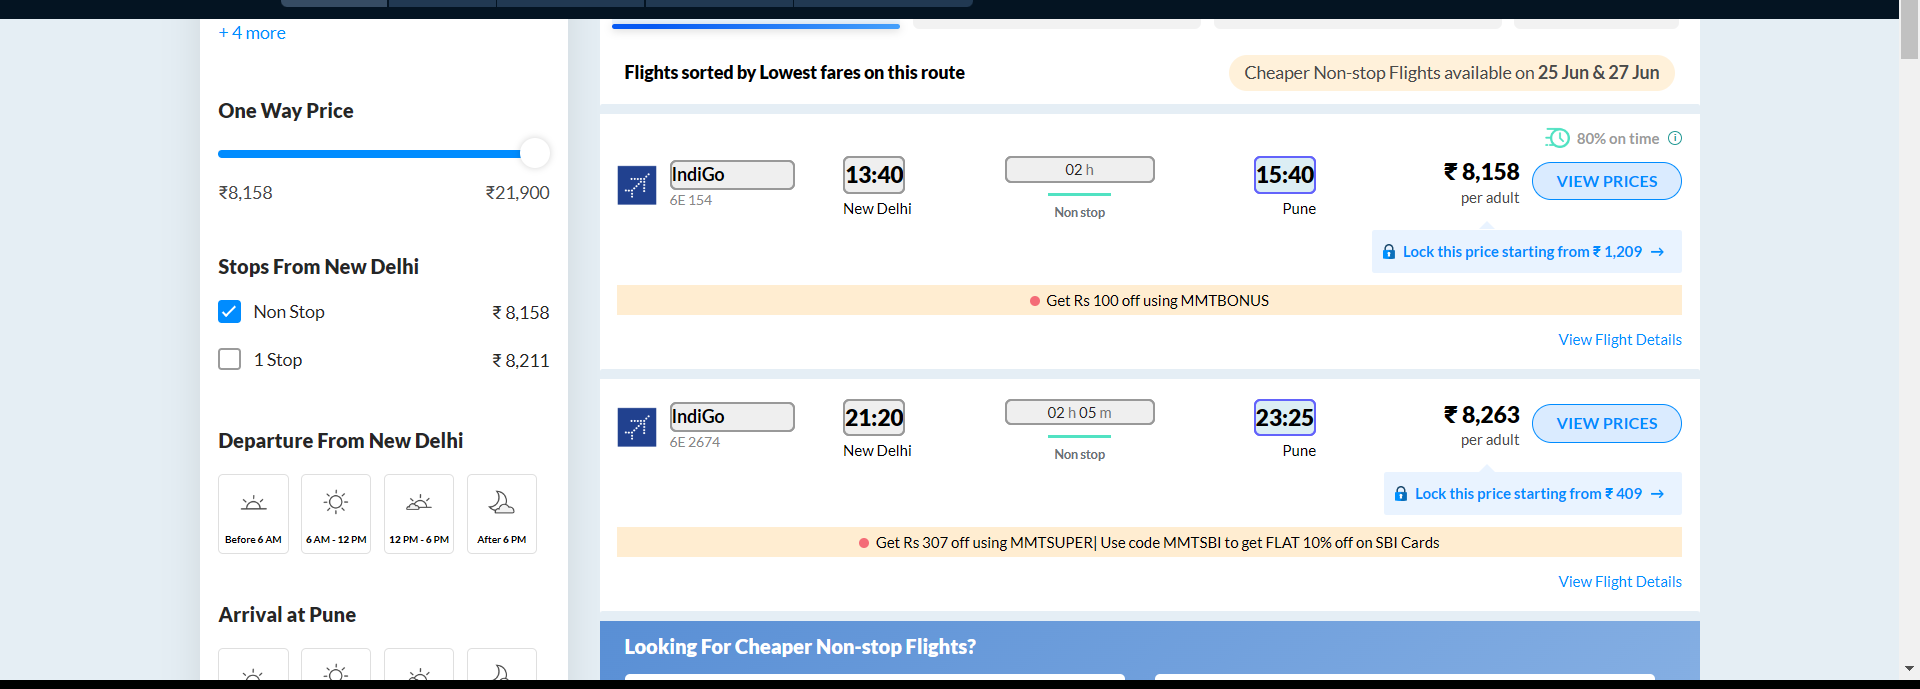 + 4 more
One Way Price
₹8,158 ₹21,900
Stops From New Delhi
Non Stop ₹ 8,158
1 Stop ₹ 8,211
Departure From New Delhi
Before 6 AM 6 AM - 12 PM 12 PM - 6 PM After 6 PM
Arrival at Pune
Flights sorted by Lowest fares on this route
Cheaper Non-stop Flights available on 25 Jun & 27 Jun
80% on time
IndiGo 13:40 02 h 15:40 ₹ 8,158 VIEW PRICES
6E 154 New Delhi Non stop Pune per adult
Lock this price starting from ₹ 1,209 →
Get Rs 100 off using MMTBONUS
View Flight Details
IndiGo 21:20 02 h 05 m 23:25 ₹ 8,263 VIEW PRICES
6E 2674 New Delhi Non stop Pune per adult
Lock this price starting from ₹ 409 →
Get Rs 307 off using MMTSUPER| Use code MMTSBI to get FLAT 10% off on SBI Cards
View Flight Details
Looking For Cheaper Non-stop Flights?